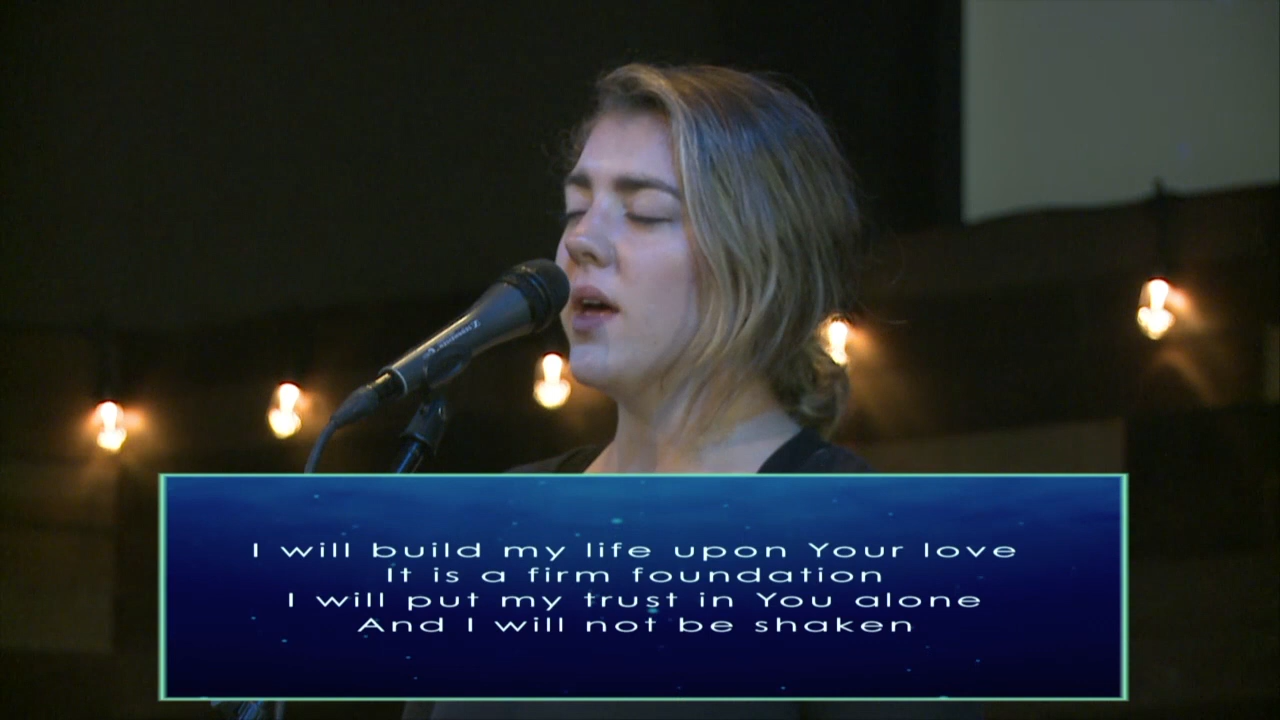 I will build my life upon Your love
It is a firm foundation
I will put my trust in You alone
And I will not be shaken